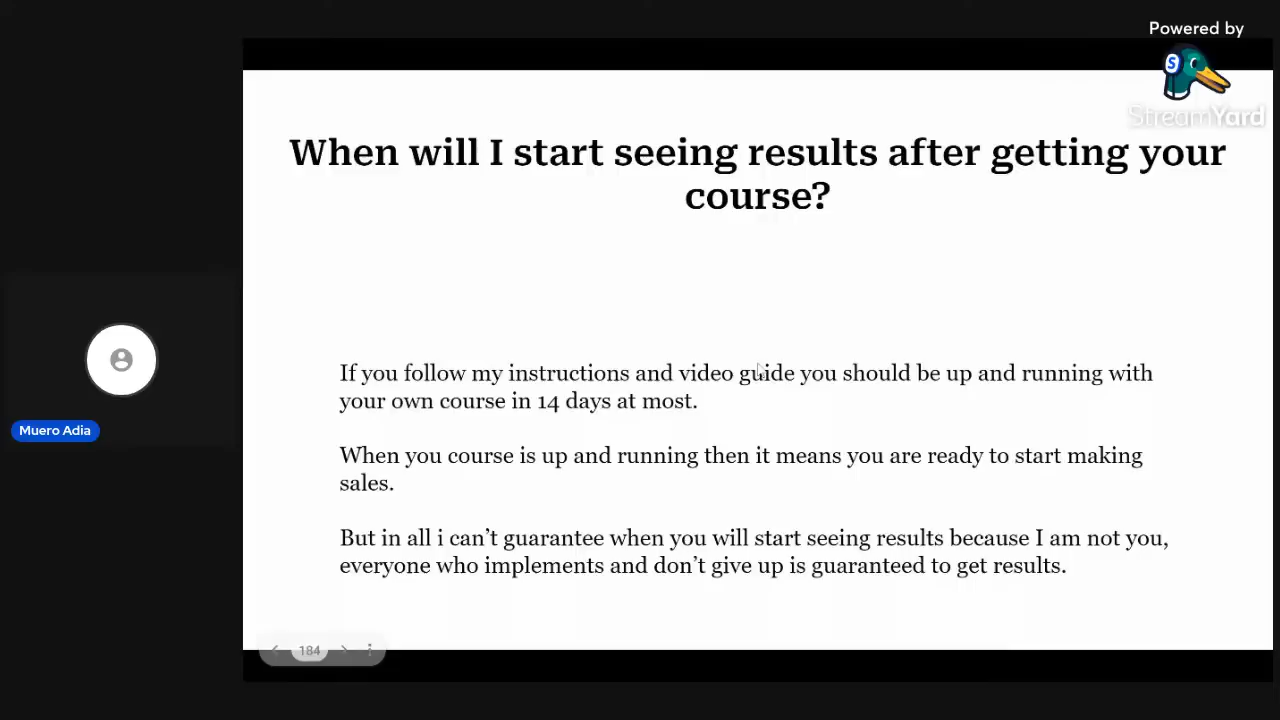 Powered by
StreamYard
When will I start seeing results after getting your
course?
If you follow my instructions and video guide you should be up and running with
your own course in 14 days at most.
When you course is up and running then it means you are ready to start making
sales.
But in all i can't guarantee when you will start seeing results because I am not you,
everyone who implements and don't give up is guaranteed to get results.
Muero Adia
184